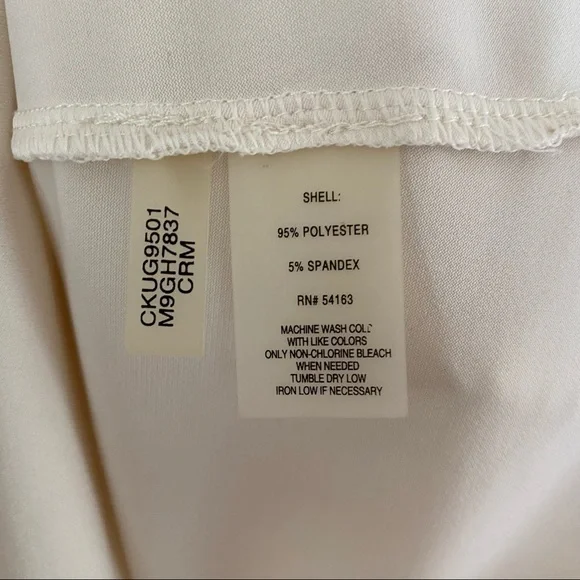 CKUG9501
M9GH7837
CRM
SHELL:
95% POLYESTER
5% SPANDEX
RN# 54163
MACHINE WASH COL
WITH LIKE COLORS
ONLY NON-CHLORINE BLEACH
WHEN NEEDED
TUMBLE DRY LOW
IRON LOW IF NECESSARY